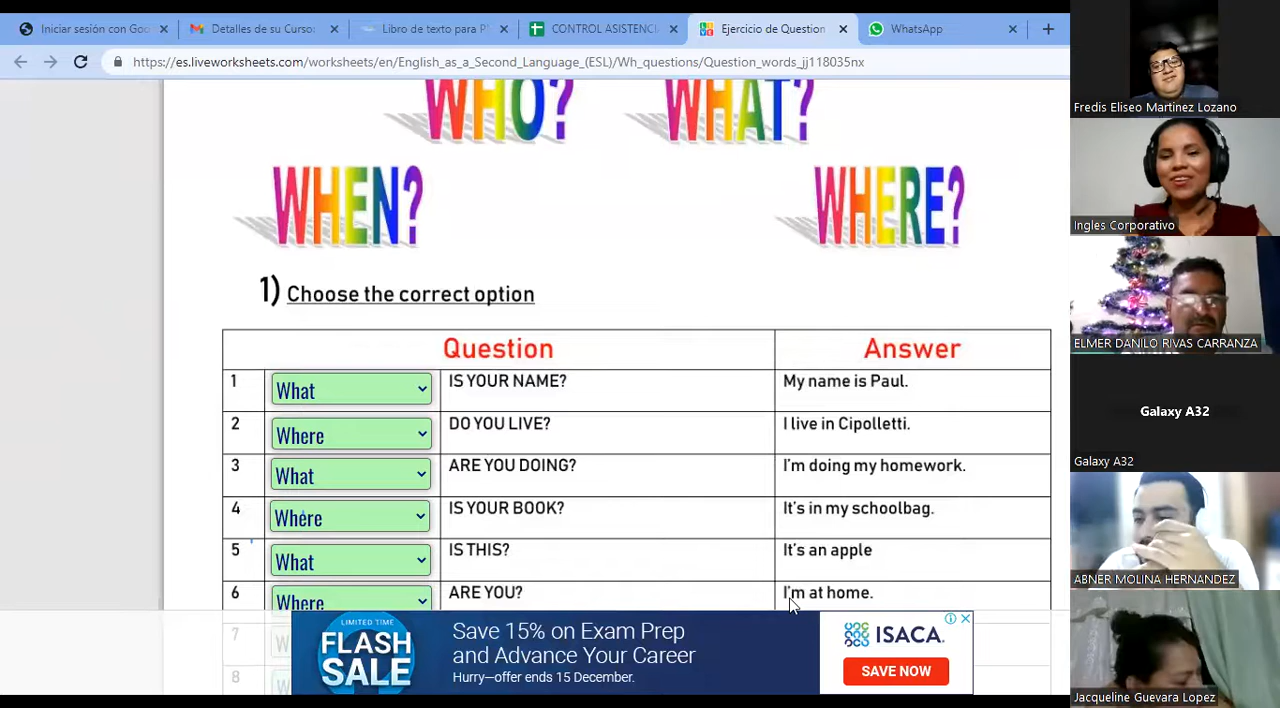 Iniciar sesión con Goo
Detalles de su Curso:
Libro de texto para P
CONTROL ASISTENCI
Ejercicio de Question
WhatsApp
https://es.liveworksheets.com/worksheets/en/English_as_a_Second_Language_(ESL)/Wh_questions/Question_words_jj118035nx
WHO? WHAT?
WHEN? WHERE?
1) Choose the correct option
Question Answer
1 What IS YOUR NAME? My name is Paul.
2 Where DO YOU LIVE? I live in Cipolletti.
3 What ARE YOU DOING? I'm doing my homework.
4 Where IS YOUR BOOK? It's in my schoolbag.
5 What IS THIS? It's an apple
6 Where ARE YOU? I'm at home.
7
8
LIMITED TIME
FLASH
SALE
Save 15% on Exam Prep
and Advance Your Career
Hurry—offer ends 15 December.
ISACA.
SAVE NOW
Fredis Eliseo Martinez Lozano
Ingles Corporativo
ELMER DANILO RIVAS CARRANZA
Galaxy A32
Galaxy A32
ABNER MOLINA HERNANDEZ
Jacqueline Guevara Lopez